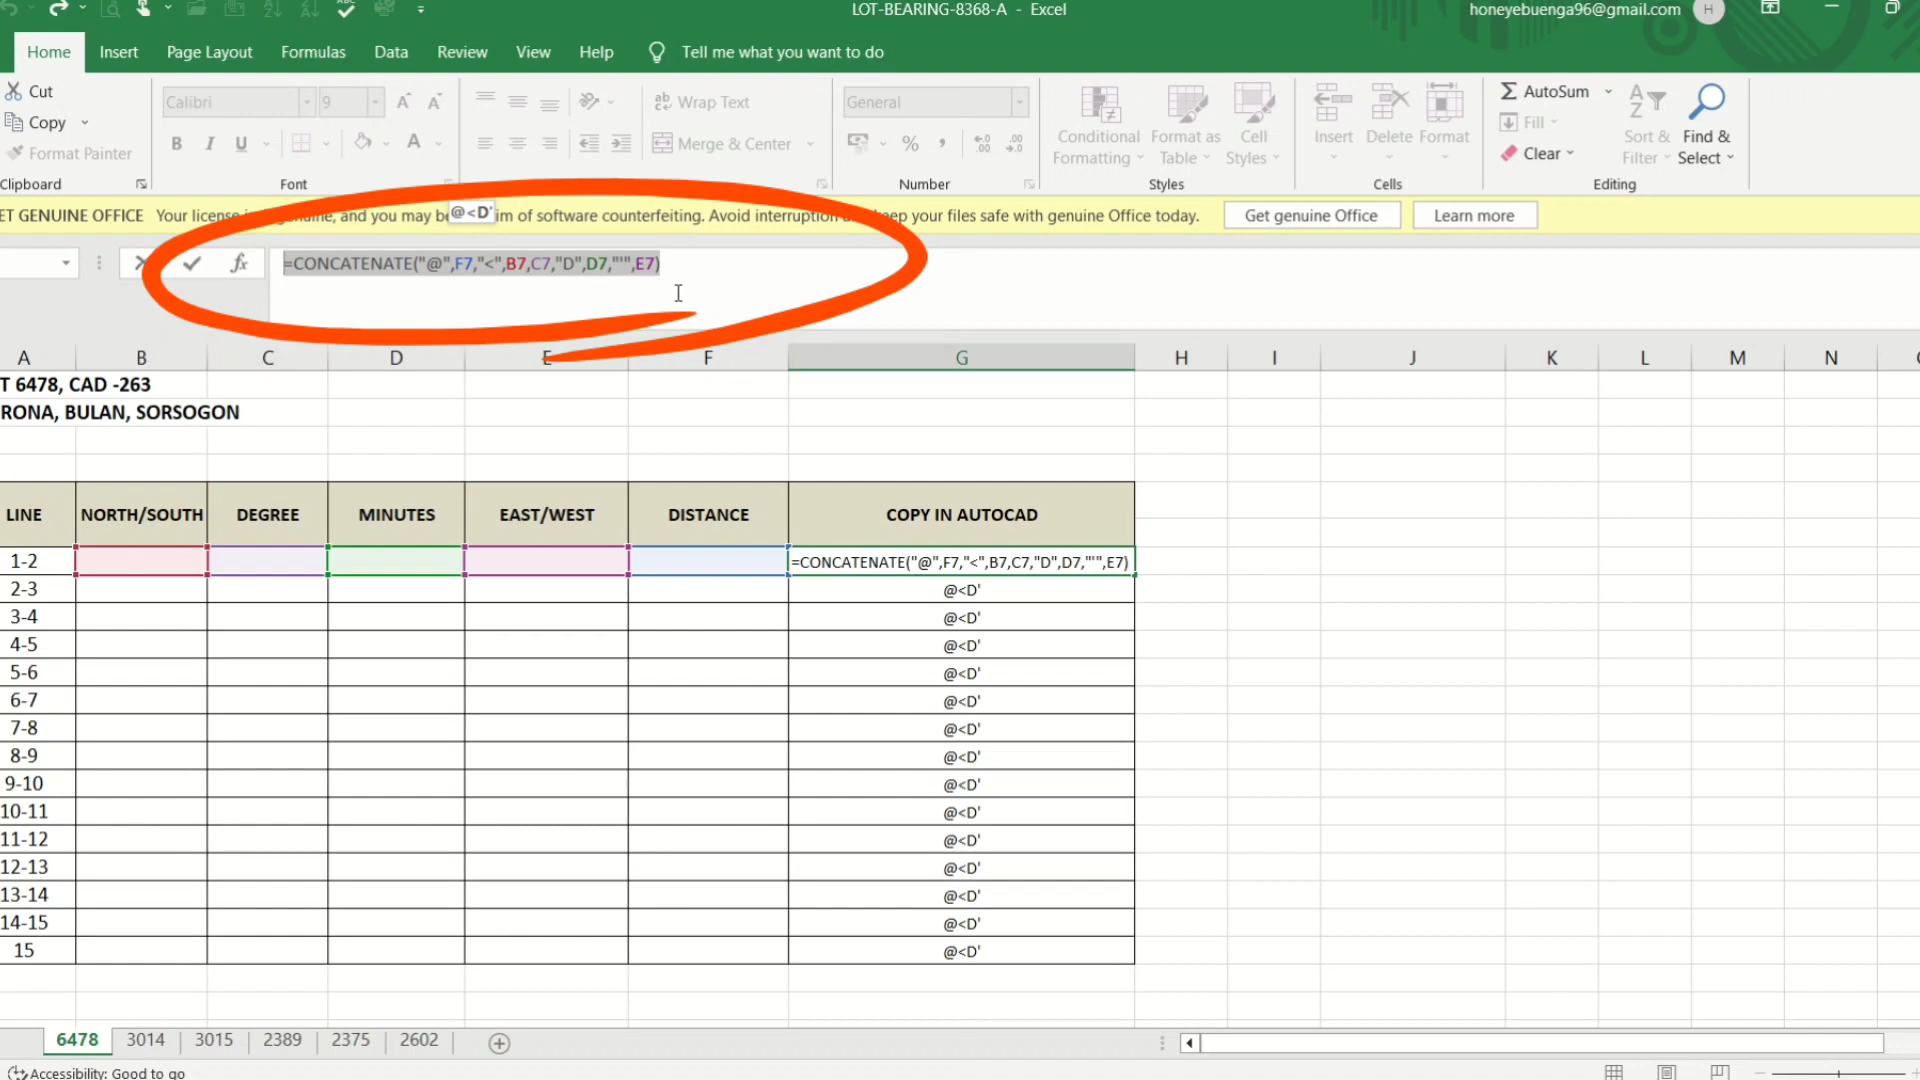 LOT-BEARING-8368-A - Excel
honeyebuenga96@gmail.com
H
Home
Insert
Page Layout
Formulas
Data
Review
View
Help
Tell me what you want to do
Cut
Copy
Format Painter
Clipboard
Calibri
9
B I U
Font
Wrap Text
Merge & Center
General
Number
Conditional Formatting
Format as Table
Cell Styles
Styles
Insert
Delete
Format
Cells
AutoSum
Fill
Clear
Sort & Filter
Find & Select
Editing
ET GENUINE OFFICE
Your license is genuine, and you may be
@<D'
im of software counterfeiting. Avoid interruption
eep your files safe with genuine Office today.
Get genuine Office
Learn more
fx
=CONCATENATE("@",F7,"<",B7,C7,"D",D7,"'",E7)
A B C D E F G H I J K L M N
T 6478, CAD -263
RONA, BULAN, SORSOGON
LINE NORTH/SOUTH DEGREE MINUTES EAST/WEST DISTANCE COPY IN AUTOCAD
1-2 =CONCATENATE("@",F7,"<",B7,C7,"D",D7,"'",E7)
2-3 @<D'
3-4 @<D'
4-5 @<D'
5-6 @<D'
6-7 @<D'
7-8 @<D'
8-9 @<D'
9-10 @<D'
10-11 @<D'
11-12 @<D'
12-13 @<D'
13-14 @<D'
14-15 @<D'
15 @<D'
6478 3014 3015 2389 2375 2602
Accessibility: Good to go